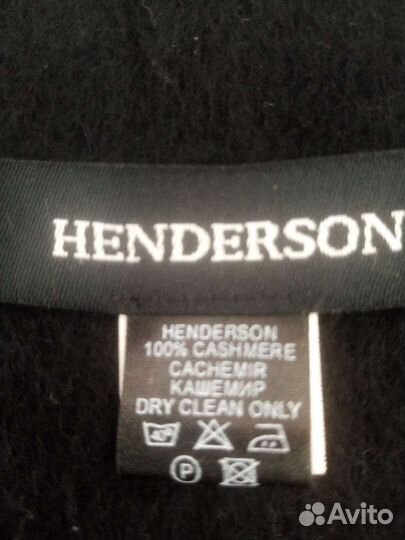 HENDERSON
HENDERSON
100% CASHMERE
CACHEMIR
КАШЕМИР
DRY CLEAN ONLY
40°
P
Avito